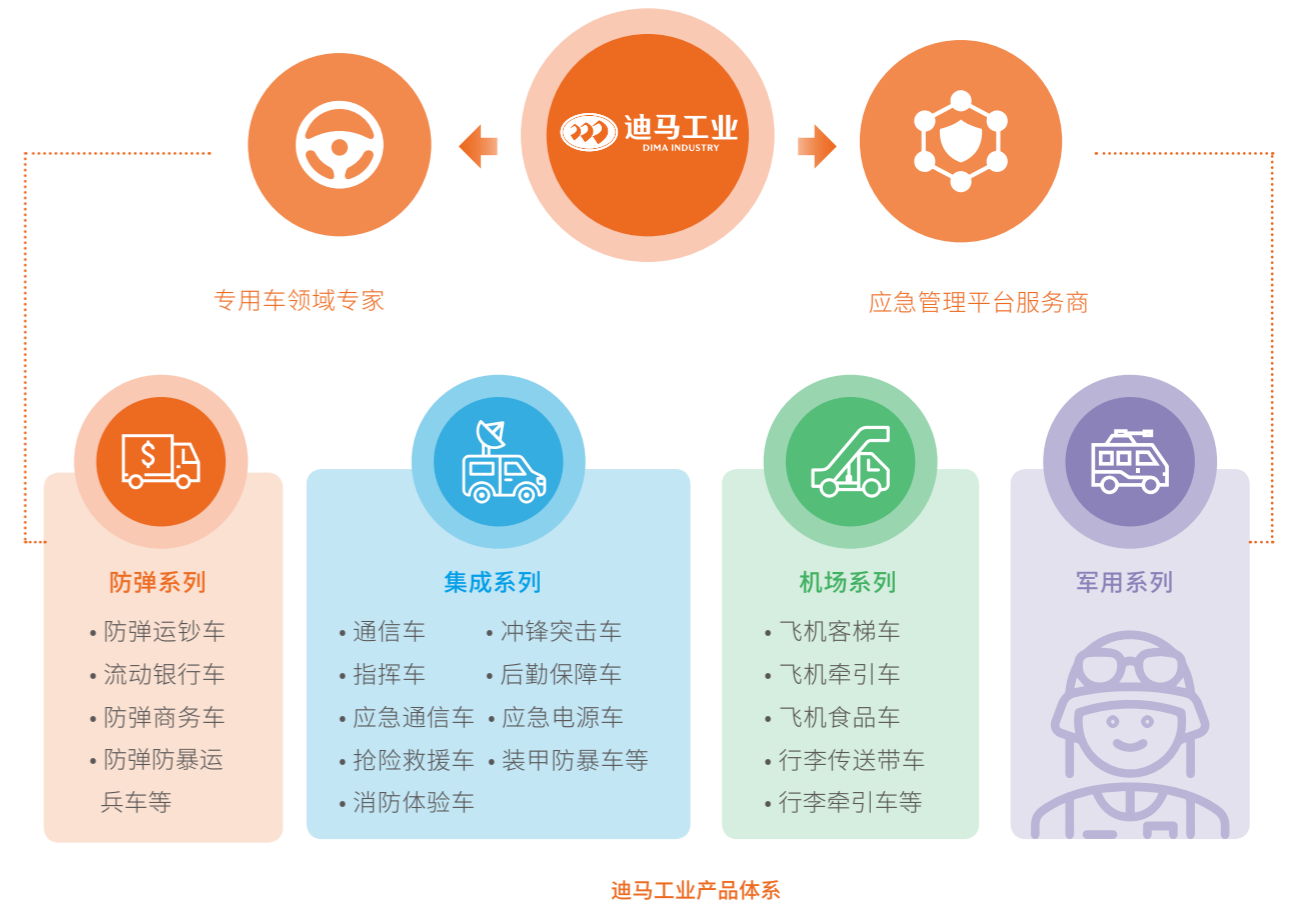 迪马工业
DIMA INDUSTRY
专用车领域专家
应急管理平台服务商
$
防弹系列
• 防弹运钞车
• 流动银行车
• 防弹商务车
• 防弹防暴运
兵车等
集成系列
• 通信车
• 指挥车
• 应急通信车
• 抢险救援车
• 消防体验车
• 冲锋突击车
• 后勤保障车
• 应急电源车
• 装甲防暴车等
机场系列
• 飞机客梯车
• 飞机牵引车
• 飞机食品车
• 行李传送带车
• 行李牵引车等
军用系列
迪马工业产品体系